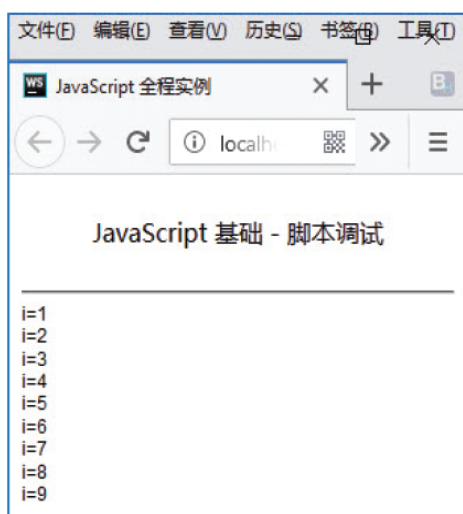 文件(F) 编辑(E) 查看(V) 历史(S) 书签(B) 工具(T)
WS JavaScript 全程实例
localh
JavaScript 基础 - 脚本调试
i=1
i=2
i=3
i=4
i=5
i=6
i=7
i=8
i=9